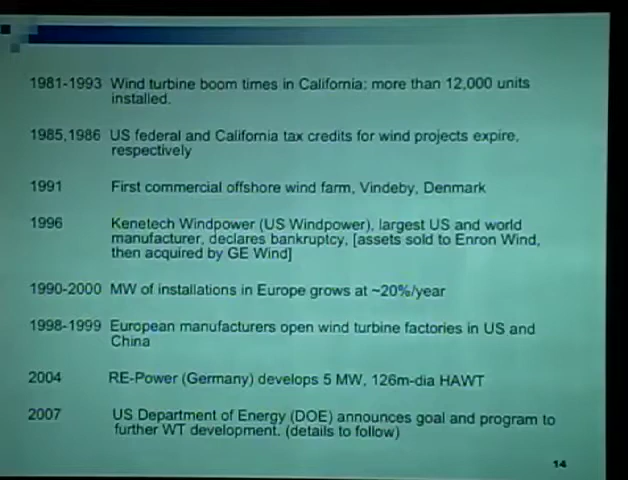 1981-1993 Wind turbine boom times in California: more than 12,000 units
installed.
1985,1986 US federal and California tax credits for wind projects expire,
respectively
1991 First commercial offshore wind farm, Vindeby, Denmark
1996 Kenetech Windpower (US Windpower), largest US and world
manufacturer, declares bankruptcy, [assets sold to Enron Wind,
then acquired by GE Wind]
1990-2000 MW of installations in Europe grows at ~20%/year
1998-1999 European manufacturers open wind turbine factories in US and
China
2004 RE-Power (Germany) develops 5 MW, 126m-dia HAWT
2007 US Department of Energy (DOE) announces goal and program to
further WT development. (details to follow)
14